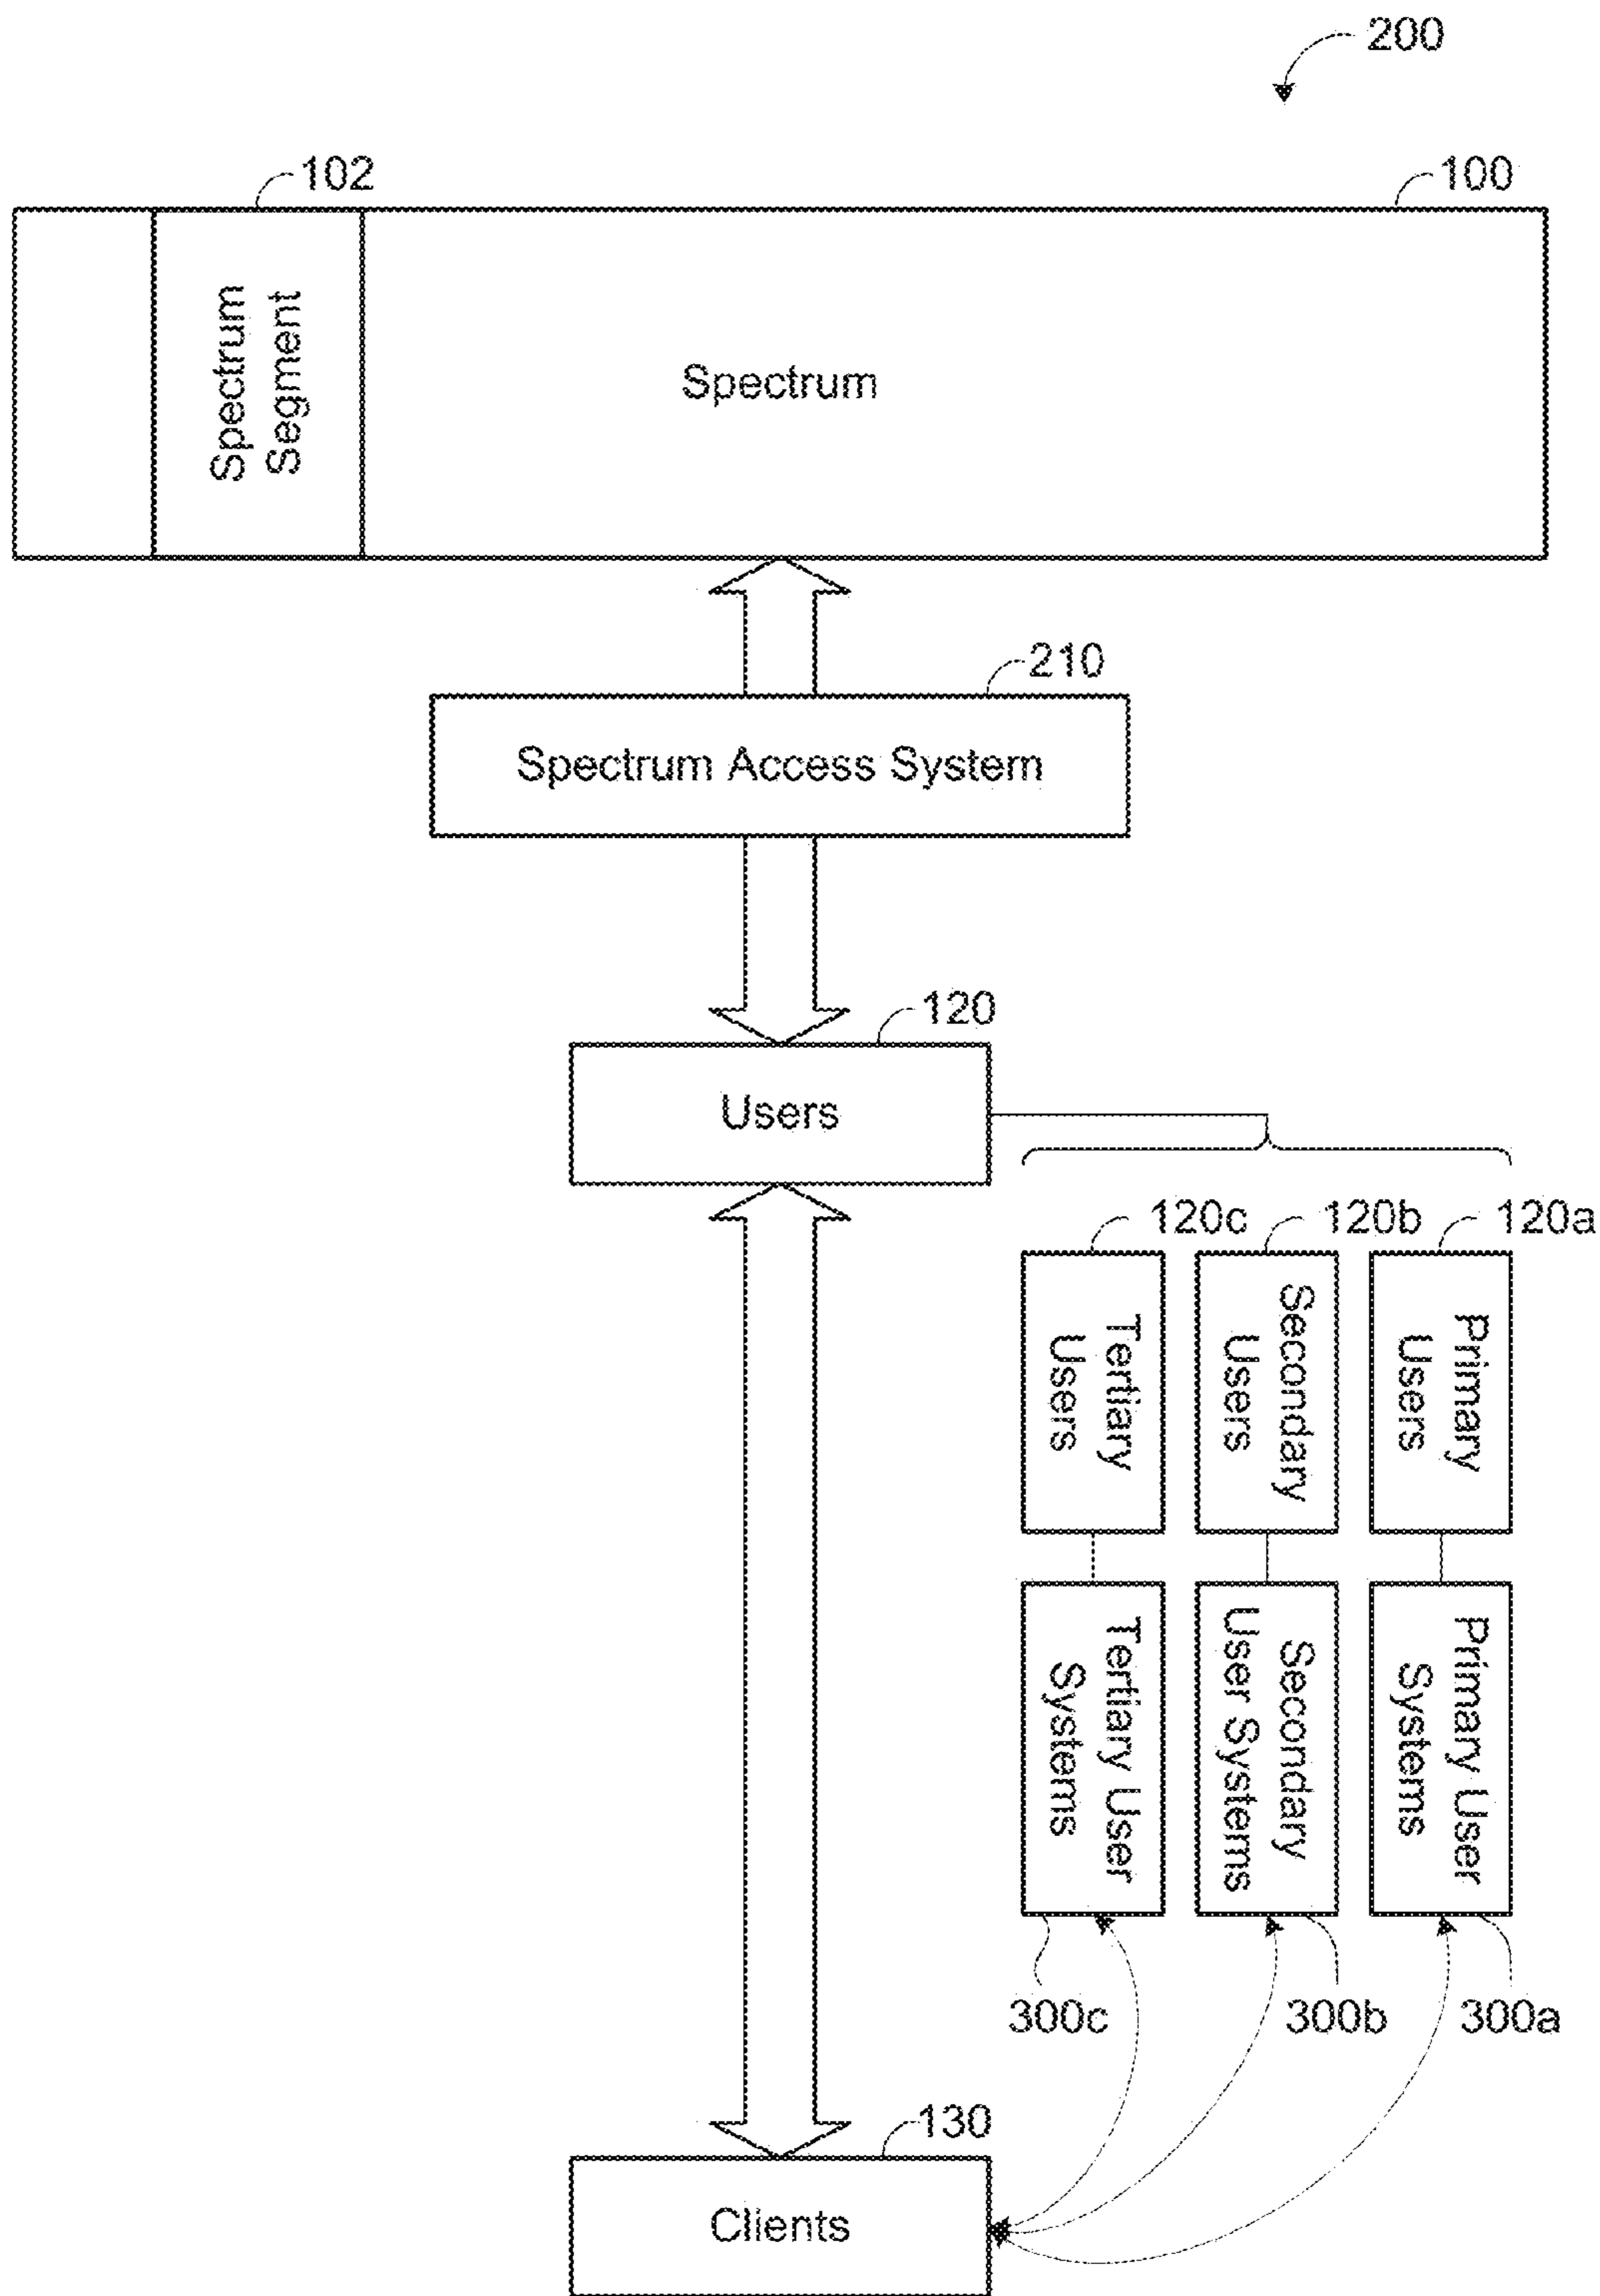 200
102
100
Spectrum
Segment
Spectrum
210
Spectrum Access System
120
Users
120c
120b
120a
Tertiary
Users
Secondary
Users
Primary
Users
Tertiary User
Systems
Secondary
User Systems
Primary User
Systems
300c
300b
300a
130
Clients